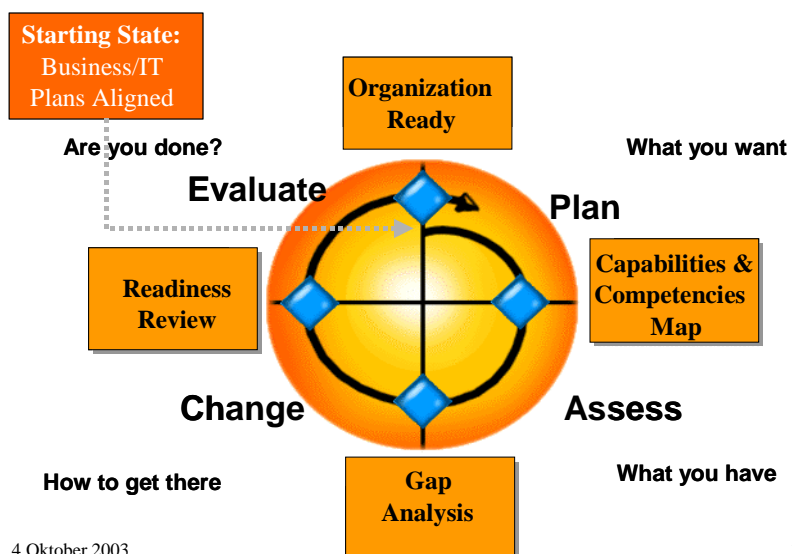 Starting State:
Business/IT
Plans Aligned
Organization
Ready
Are you done?
What you want
Evaluate
Plan
Readiness
Review
Capabilities &
Competencies
Map
Change
Assess
How to get there
Gap
Analysis
What you have
4 Oktober 2003